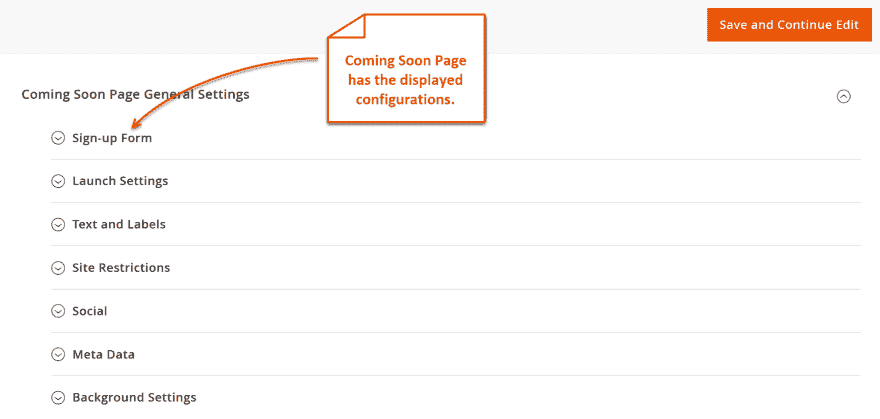 Save and Continue Edit
Coming Soon Page
has the displayed
configurations.
Coming Soon Page General Settings
Sign-up Form
Launch Settings
Text and Labels
Site Restrictions
Social
Meta Data
Background Settings